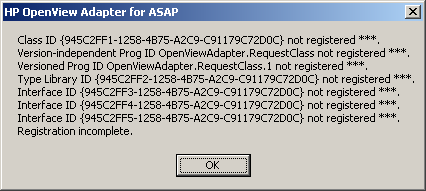 HP OpenView Adapter for ASAP
Class ID {945C2FF1-1258-4B75-A2C9-C91179C72D0C} not registered ***.
Version-independent Prog ID OpenViewAdapter.RequestClass not registered ***.
Versioned Prog ID OpenViewAdapter.RequestClass.1 not registered ***.
Type Library ID {945C2FF2-1258-4B75-A2C9-C91179C72D0C} not registered ***.
Interface ID {945C2FF3-1258-4B75-A2C9-C91179C72D0C} not registered ***.
Interface ID {945C2FF4-1258-4B75-A2C9-C91179C72D0C} not registered ***.
Interface ID {945C2FF5-1258-4B75-A2C9-C91179C72D0C} not registered ***.
Registration incomplete.
OK